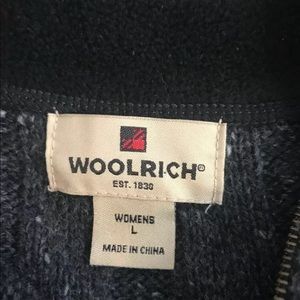 WOOLRICH®
EST. 1830
WOMENS
L
MADE IN CHINA